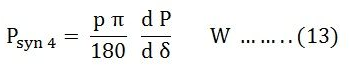 P_syn 4 = (p π / 180) (d P / d δ)   W ... ... . . (13)